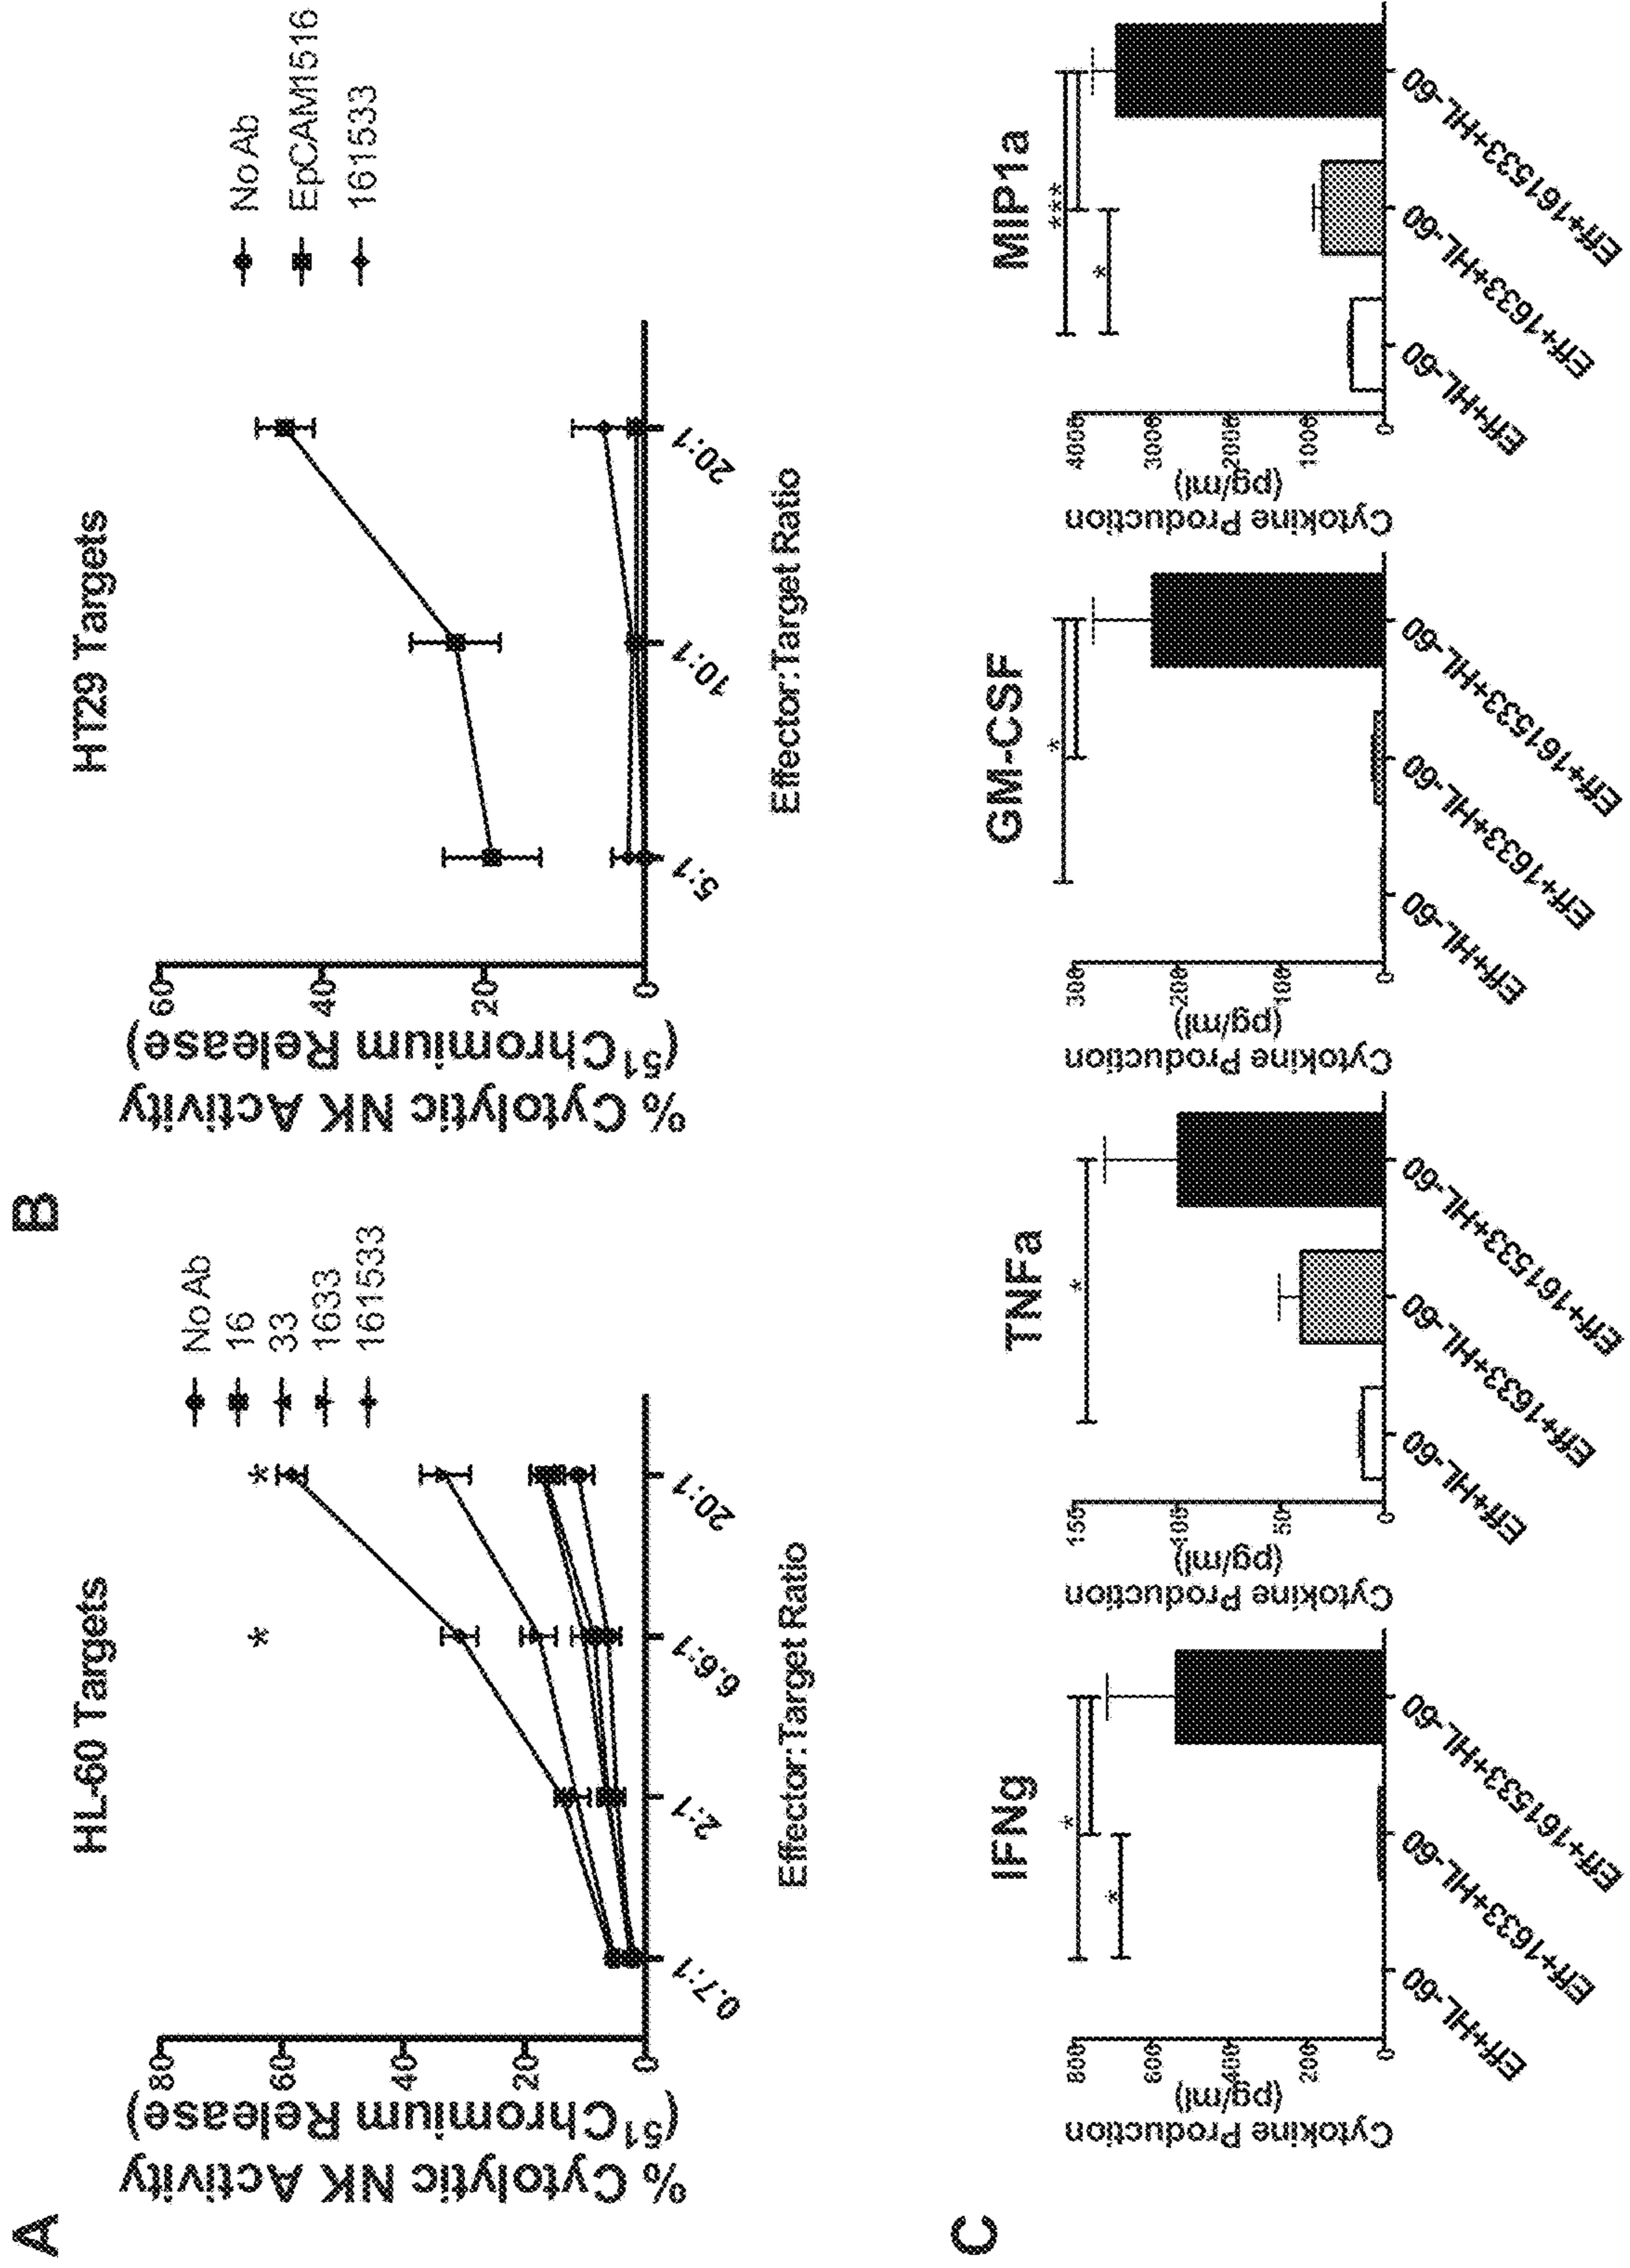 A
HL-60 Targets
% Cytolytic NK Activity
(51Chromium Release)
80
60
40
20
0
0.7:1
2:1
6.6:1
20:1
Effector:Target Ratio
*
*
No Ab
16
33
1633
161533
B
HT29 Targets
% Cytolytic NK Activity
(51Chromium Release)
60
40
20
0
5:1
10:1
20:1
Effector:Target Ratio
No Ab
EpCAM1516
161533
C
IFNg
Cytokine Production
(pg/ml)
800
600
400
200
0
*
*
Eff+HL-60
Eff+1633+HL-60
Eff+161533+HL-60
TNFa
Cytokine Production
(pg/ml)
150
100
50
0
*
Eff+HL-60
Eff+1633+HL-60
Eff+161533+HL-60
GM-CSF
Cytokine Production
(pg/ml)
300
200
100
0
*
Eff+HL-60
Eff+1633+HL-60
Eff+161533+HL-60
MIP1a
Cytokine Production
(pg/ml)
4000
3000
2000
1000
0
***
*
Eff+HL-60
Eff+1633+HL-60
Eff+161533+HL-60